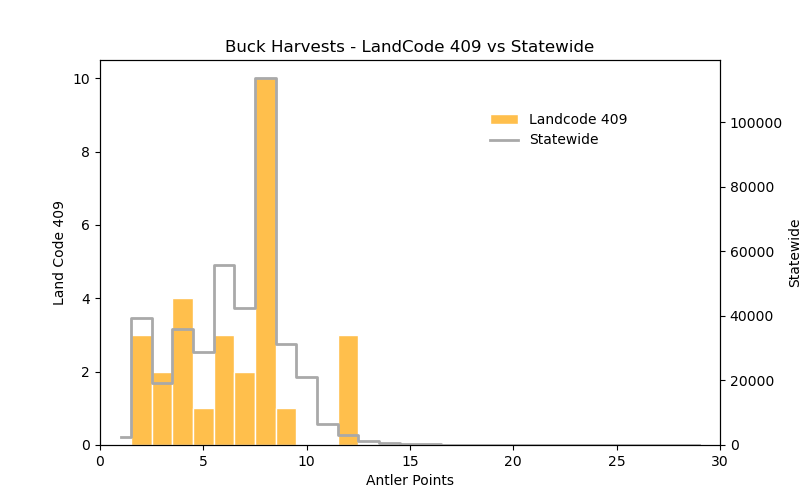 Buck Harvests - LandCode 409 vs Statewide
10
8
6
4
2
0
Land Code 409
Landcode 409
Statewide
100000
80000
60000
40000
20000
0
Statewide
0 5 10 15 20 25 30
Antler Points